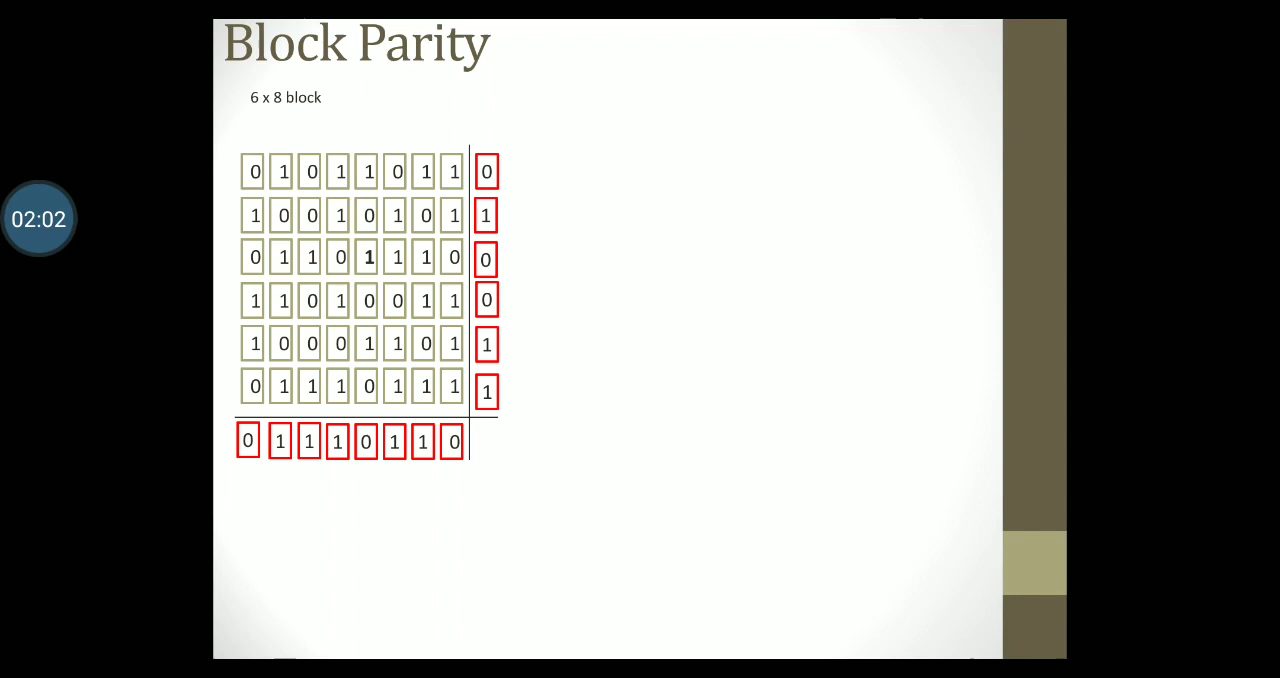 Block Parity
6 x 8 block
0 1 0 1 1 0 1 1 0
1 0 0 1 0 1 0 1 1
02:02
0 1 1 0 1 1 1 0 0
1 1 0 1 0 0 1 1 0
1 0 0 0 1 1 0 1 1
0 1 1 1 0 1 1 1 1
0 1 1 1 0 1 1 0